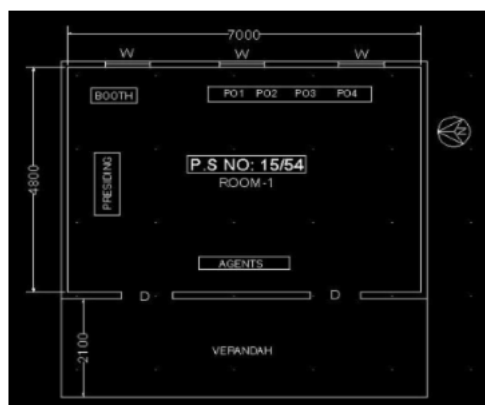 7000
W W W
BOOTH PO1 PO2 PO3 PO4
N
P.S NO: 15/54
ROOM-1
PRESIDING
4800
AGENTS
D D
2100
VERANDAH